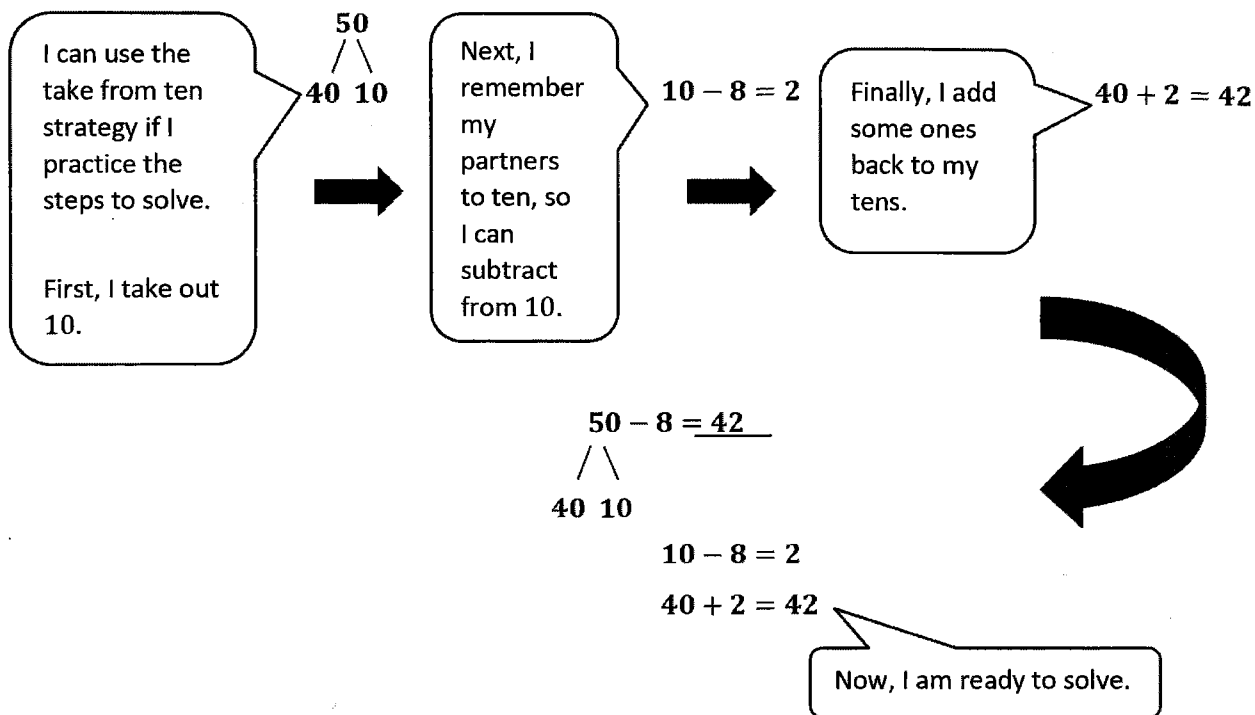 I can use the
take from ten
strategy if I
practice the
steps to solve.
First, I take out
10.
50
40 10
Next, I
remember
my
partners
to ten, so
I can
subtract
from 10.
10 − 8 = 2
Finally, I add
some ones
back to my
tens.
40 + 2 = 42
50 − 8 = 42
40 10
10 − 8 = 2
40 + 2 = 42
Now, I am ready to solve.